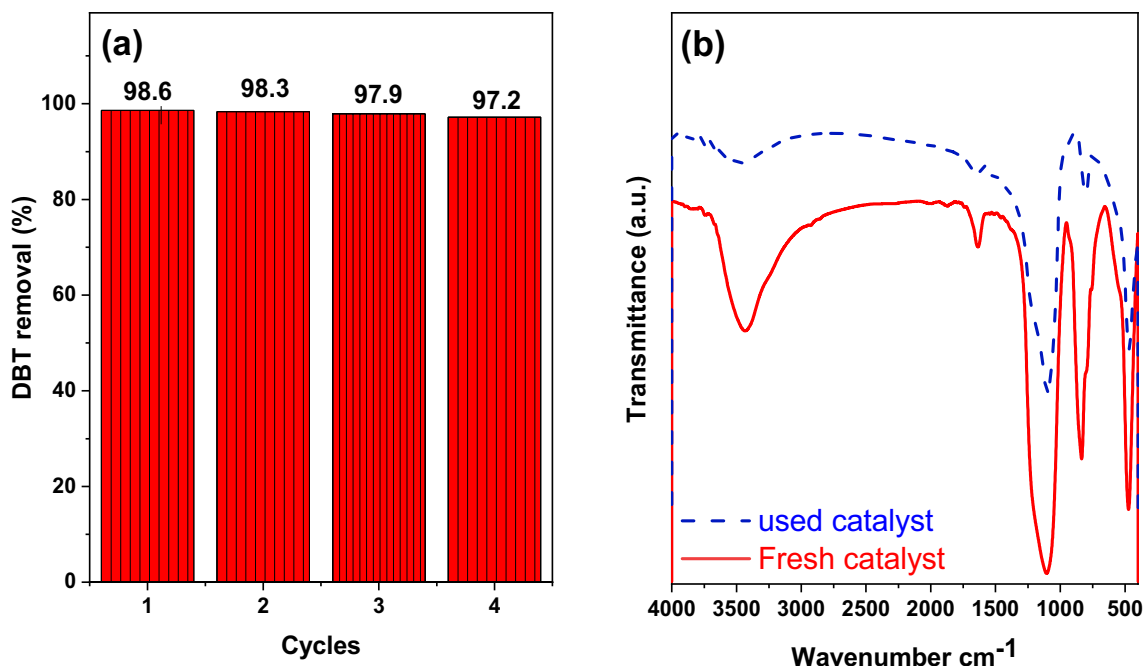 (a)
98.6 98.3 97.9 97.2
100
80
60
40
20
0
DBT removal (%)
1 2 3 4
Cycles
(b)
Transmittance (a.u.)
used catalyst
Fresh catalyst
4000 3500 3000 2500 2000 1500 1000 500
Wavenumber cm-1